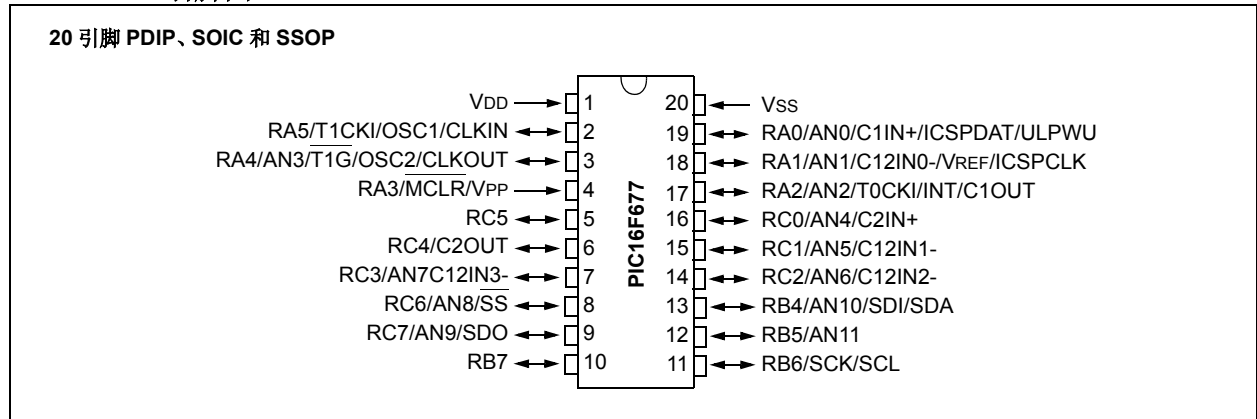 20 引脚 PDIP、SOIC 和 SSOP
VDD 1 20 VSS
RA5/T1CKI/OSC1/CLKIN 2 19 RA0/AN0/C1IN+/ICSPDAT/ULPWU
RA4/AN3/T1G/OSC2/CLKOUT 3 18 RA1/AN1/C12IN0-/VREF/ICSPCLK
RA3/MCLR/VPP 4 17 RA2/AN2/T0CKI/INT/C1OUT
RC5 5 16 RC0/AN4/C2IN+
RC4/C2OUT 6 15 RC1/AN5/C12IN1-
RC3/AN7C12IN3- 7 14 RC2/AN6/C12IN2-
RC6/AN8/SS 8 13 RB4/AN10/SDI/SDA
RC7/AN9/SDO 9 12 RB5/AN11
RB7 10 11 RB6/SCK/SCL
PIC16F677